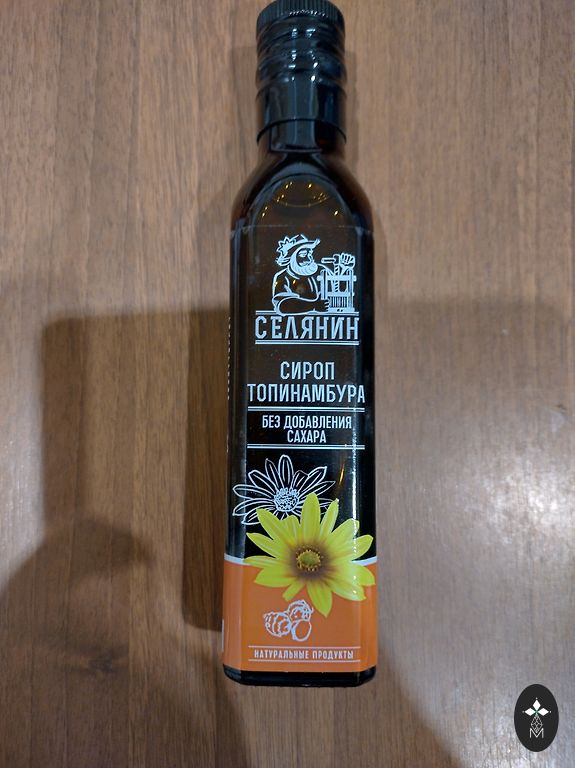 СЕЛЯНИН
СИРОП
ТОПИНАМБУРА
БЕЗ ДОБАВЛЕНИЯ
САХАРА
НАТУРАЛЬНЫЕ ПРОДУКТЫ
M